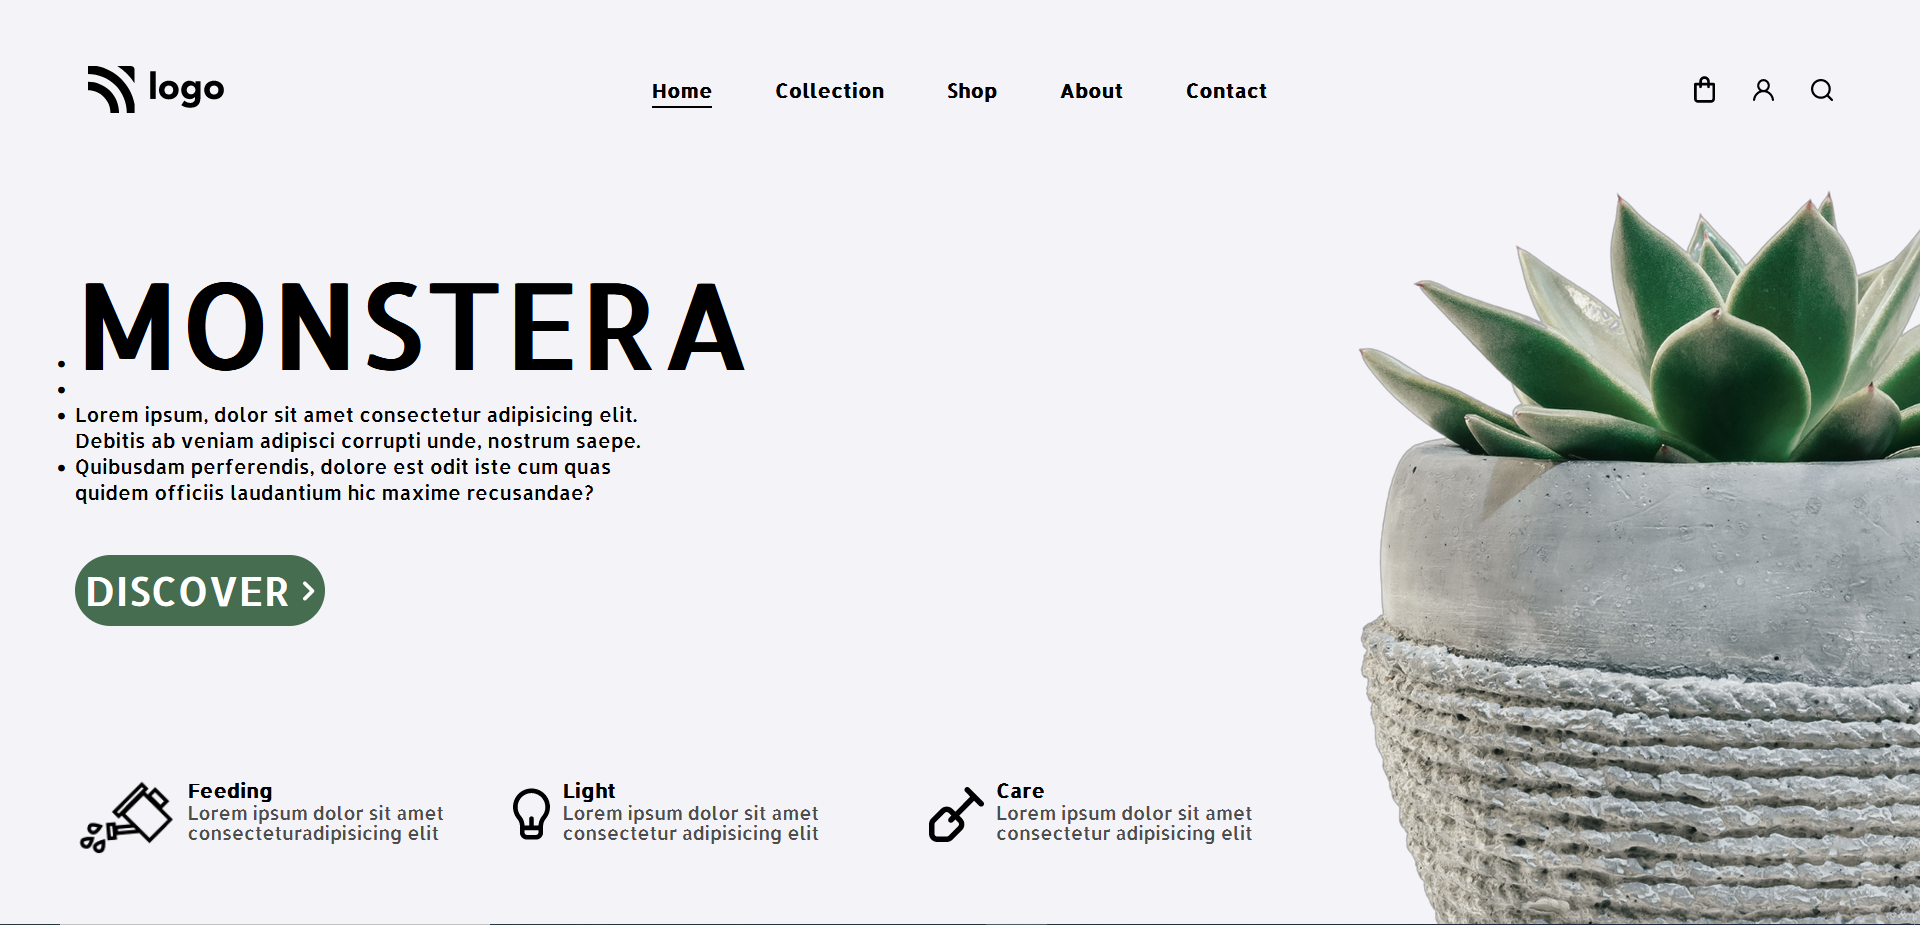 logo
Home
Collection
Shop
About
Contact
MONSTERA
Lorem ipsum, dolor sit amet consectetur adipisicing elit.
Debitis ab veniam adipisci corrupti unde, nostrum saepe.
Quibusdam perferendis, dolore est odit iste cum quas
quidem officiis laudantium hic maxime recusandae?
DISCOVER
Feeding
Lorem ipsum dolor sit amet
consecteturadipisicing elit
Light
Lorem ipsum dolor sit amet
consectetur adipisicing elit
Care
Lorem ipsum dolor sit amet
consectetur adipisicing elit